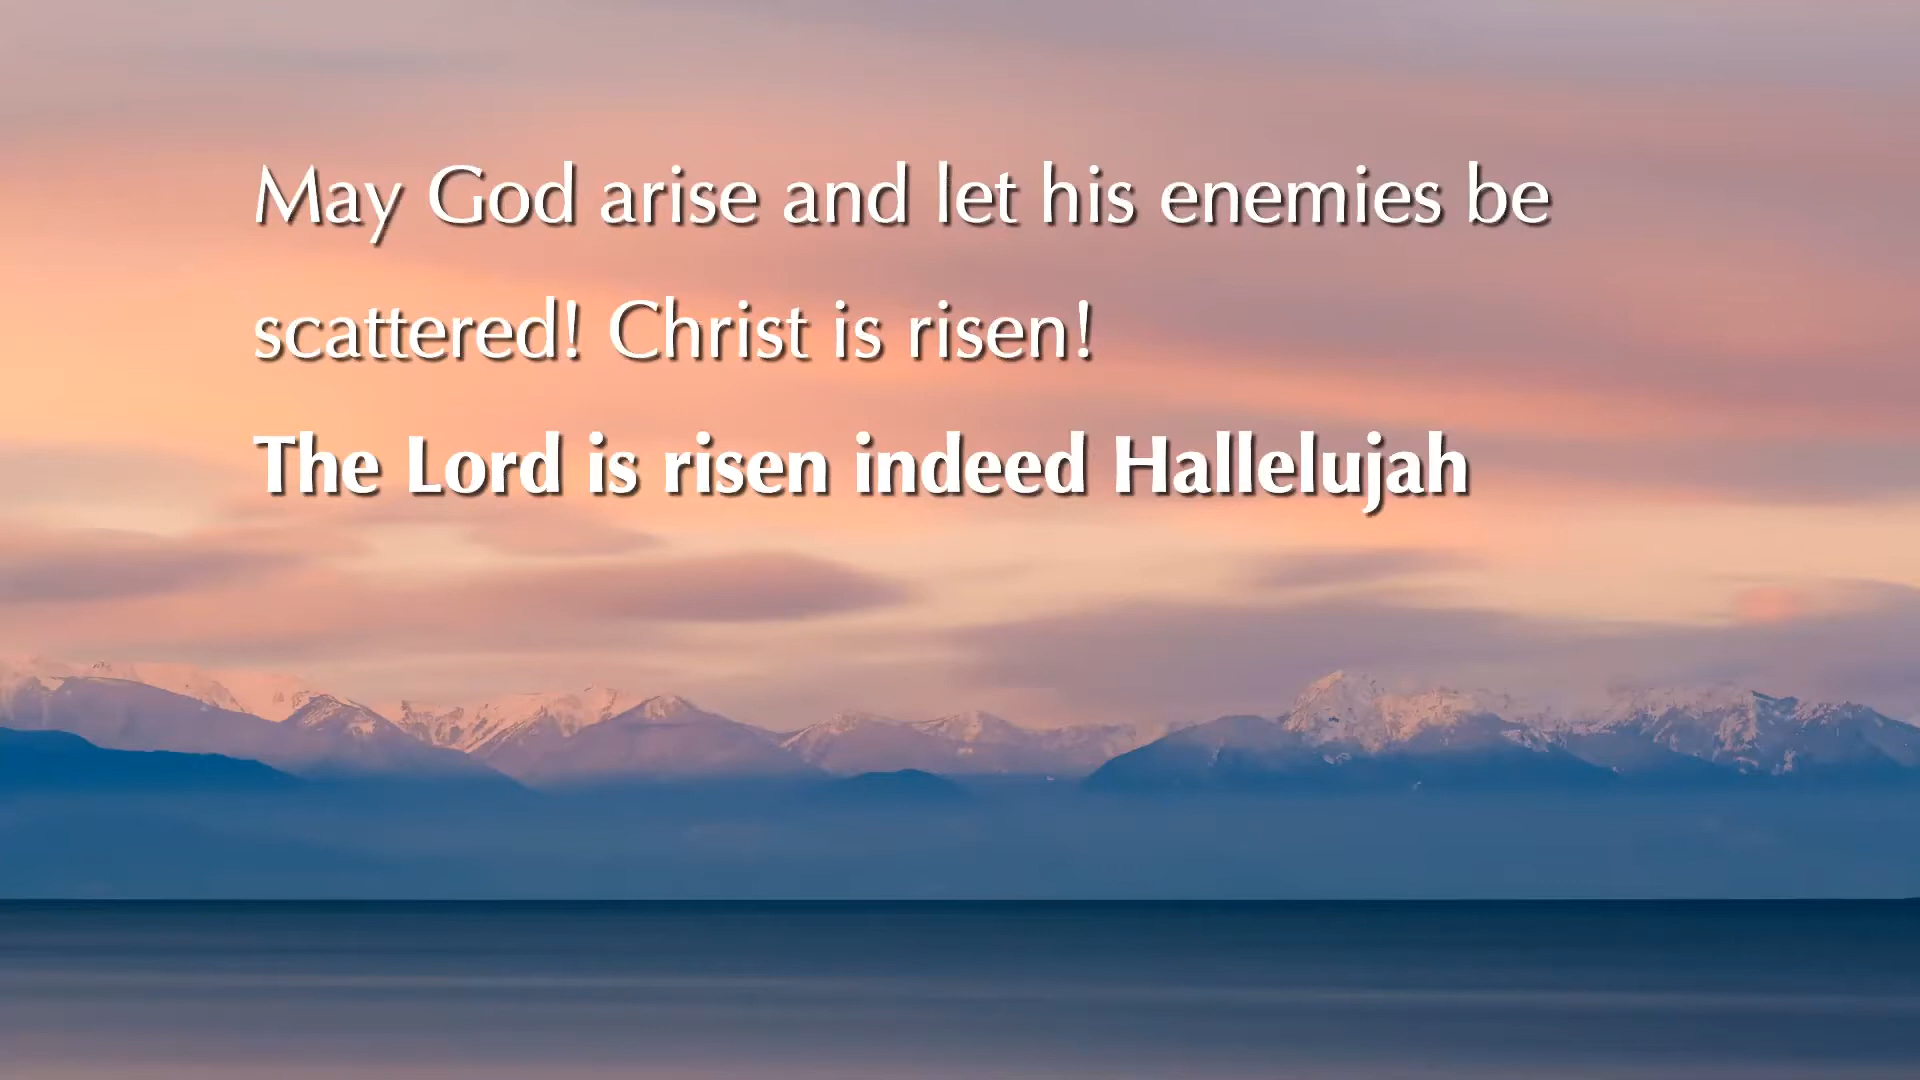 May God arise and let his enemies be
scattered! Christ is risen!
The Lord is risen indeed Hallelujah